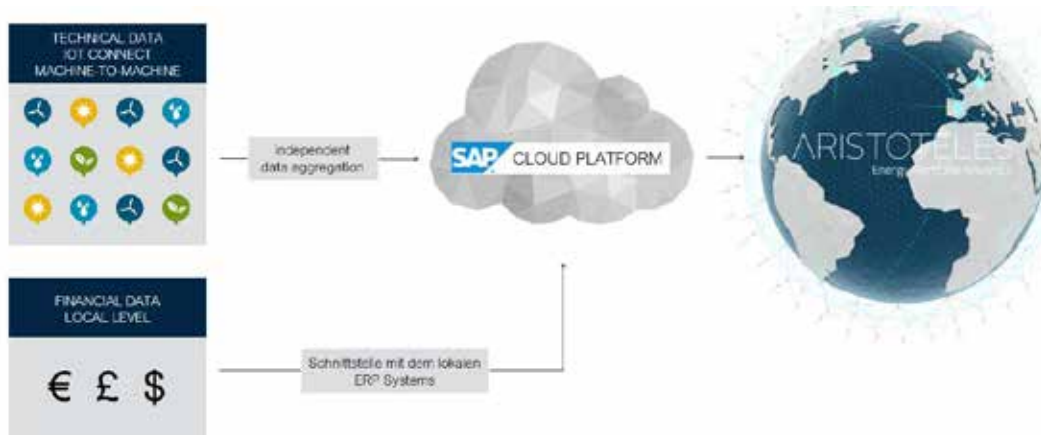 TECHNICAL DATA
IOT CONNECT
MACHINE-TO-MACHINE
Independent
data aggregation
SAP CLOUD PLATFORM
ARISTOTELES
FINANCIAL DATA
LOCAL LEVEL
€ £ $
Schnittstelle mit dem lokalen
ERP Systems